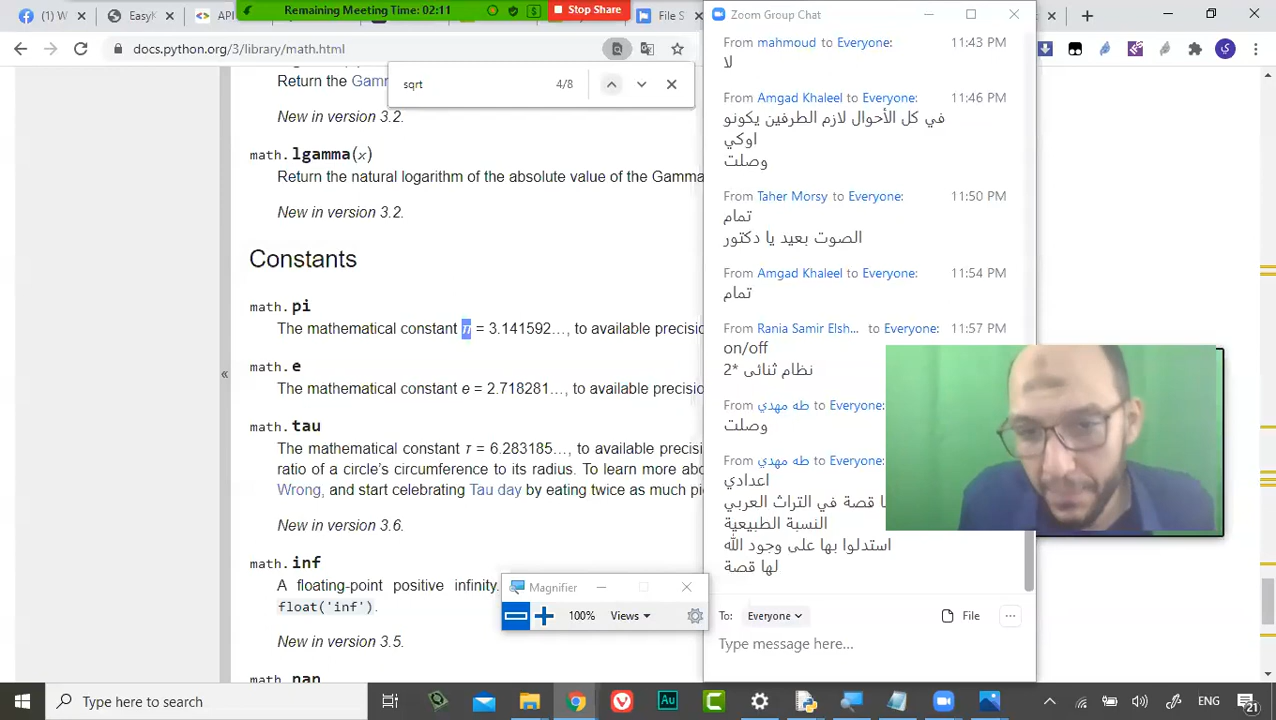 Remaining Meeting Time: 02:11
Stop Share
Easy
API
File S
docs.python.org/3/library/math.html
sqrt
4/8
Return the Gamm
New in version 3.2.
math.lgamma(x)
Return the natural logarithm of the absolute value of the Gamma
New in version 3.2.
Constants
math.pi
The mathematical constant π = 3.141592…, to available precisio
math.e
The mathematical constant e = 2.718281…, to available precisio
math.tau
The mathematical constant τ = 6.283185…, to available precisi
ratio of a circle's circumference to its radius. To learn more abo
Wrong, and start celebrating Tau day by eating twice as much pi
New in version 3.6.
math.inf
A floating-point positive infinity.
float('inf').
New in version 3.5.
math.nan
«
Magnifier
100%
Views
Zoom Group Chat
From mahmoud to Everyone: 11:43 PM
لا
From Amgad Khaleel to Everyone: 11:46 PM
في كل الأحوال لازم الطرفين يكونو
اوكي
وصلت
From Taher Morsy to Everyone: 11:50 PM
تمام
الصوت بعيد يا دكتور
From Amgad Khaleel to Everyone: 11:54 PM
تمام
From Rania Samir Elsh... to Everyone: 11:57 PM
on/off
نظام ثنائى *2
From طه مهدي to Everyone:
وصلت
From طه مهدي to Everyone:
اعدادي
ا قصة في التراث العربي
النسبة الطبيعية
استدلوا بها على وجود الله
لها قصة
To: Everyone
File
Type message here...
Type here to search
ENG
21